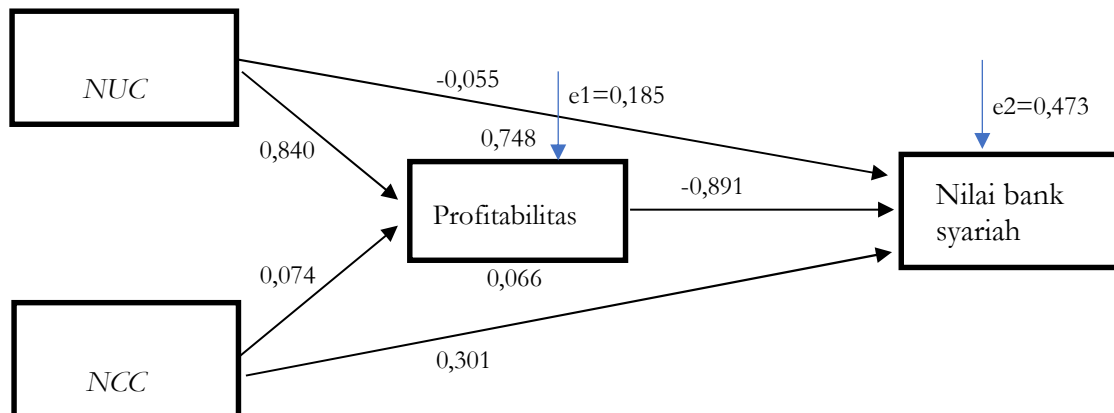 NUC
-0,055
e1=0,185
e2=0,473
0,840
0,748
-0,891
Profitabilitas
Nilai bank
syariah
0,074
0,066
0,301
NCC